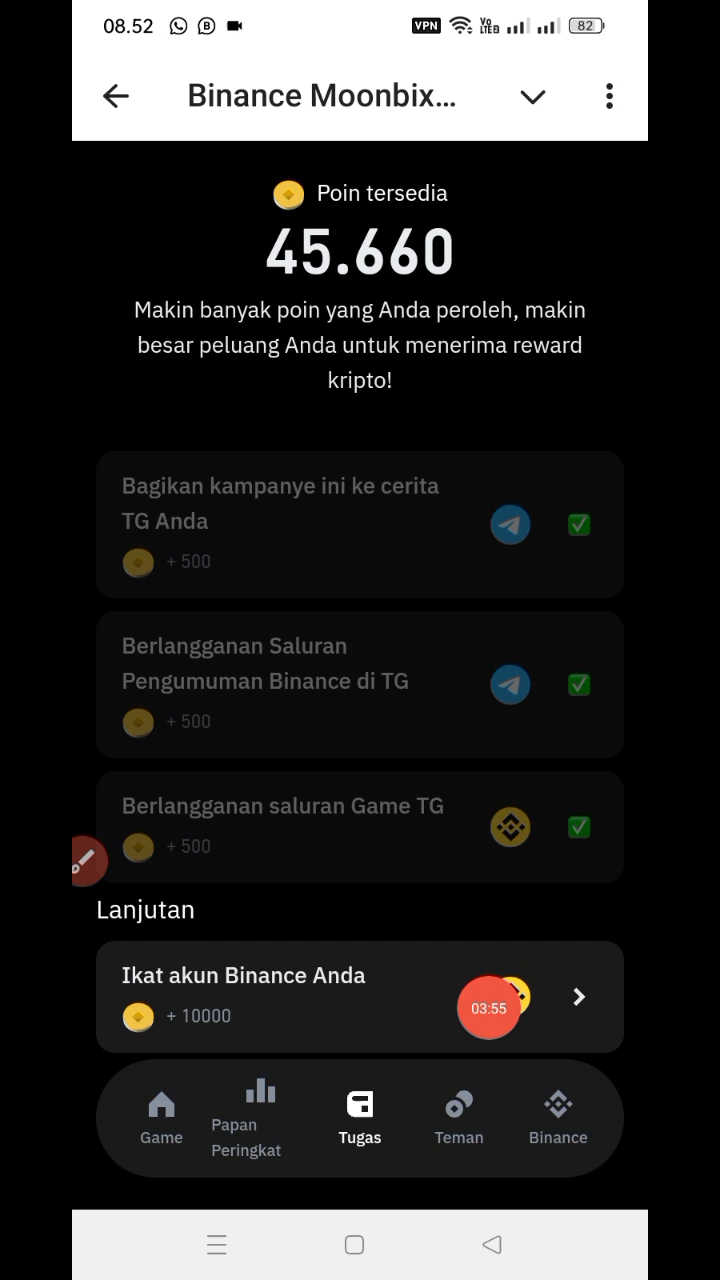 08.52
VPN
Vo
LTE2
82
Binance Moonbix...
Poin tersedia
45.660
Makin banyak poin yang Anda peroleh, makin
besar peluang Anda untuk menerima reward
kripto!
Bagikan kampanye ini ke cerita
TG Anda
+ 500
Berlangganan Saluran
Pengumuman Binance di TG
+ 500
Berlangganan saluran Game TG
+ 500
Lanjutan
Ikat akun Binance Anda
+ 10000
03:55
Game
Papan
Peringkat
Tugas
Teman
Binance